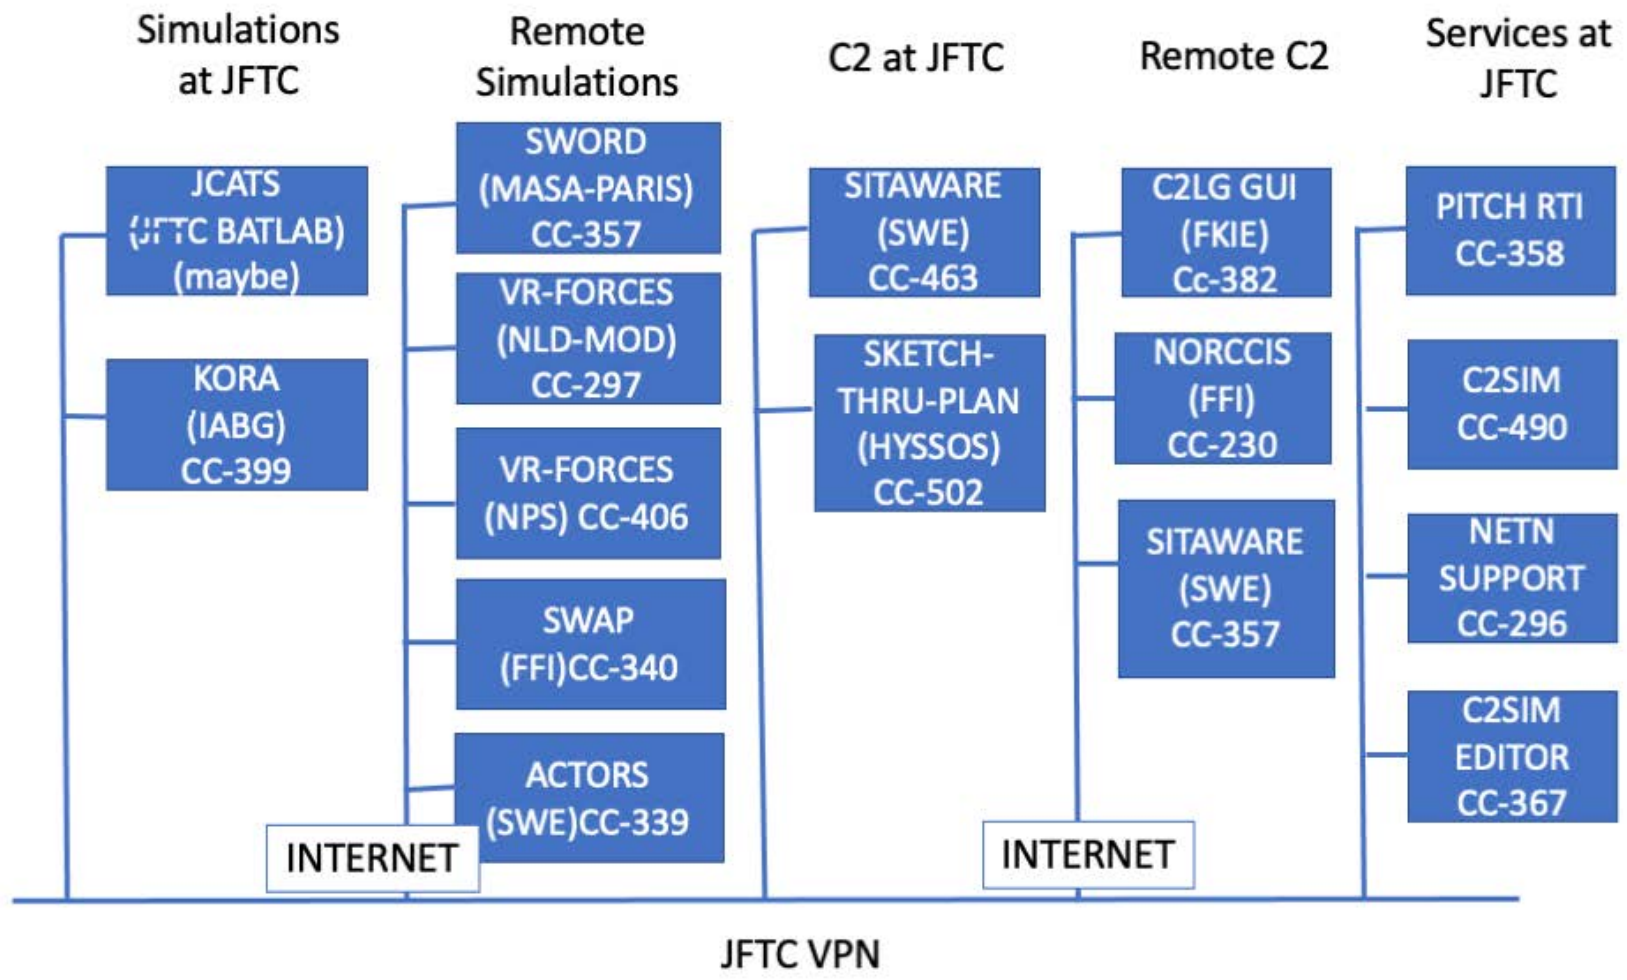 Simulations
at JFTC
Remote
Simulations
C2 at JFTC
Remote C2
Services at
JFTC
JCATS
(JFTC BATLAB)
(maybe)
KORA
(IABG)
CC-399
SWORD
(MASA-PARIS)
CC-357
VR-FORCES
(NLD-MOD)
CC-297
VR-FORCES
(NPS) CC-406
SWAP
(FFI)CC-340
ACTORS
(SWE)CC-339
INTERNET
SITAWARE
(SWE)
CC-463
SKETCH-
THRU-PLAN
(HYSSOS)
CC-502
C2LG GUI
(FKIE)
Cc-382
NORCCIS
(FFI)
CC-230
SITAWARE
(SWE)
CC-357
INTERNET
PITCH RTI
CC-358
C2SIM
CC-490
NETN
SUPPORT
CC-296
C2SIM
EDITOR
CC-367
JFTC VPN